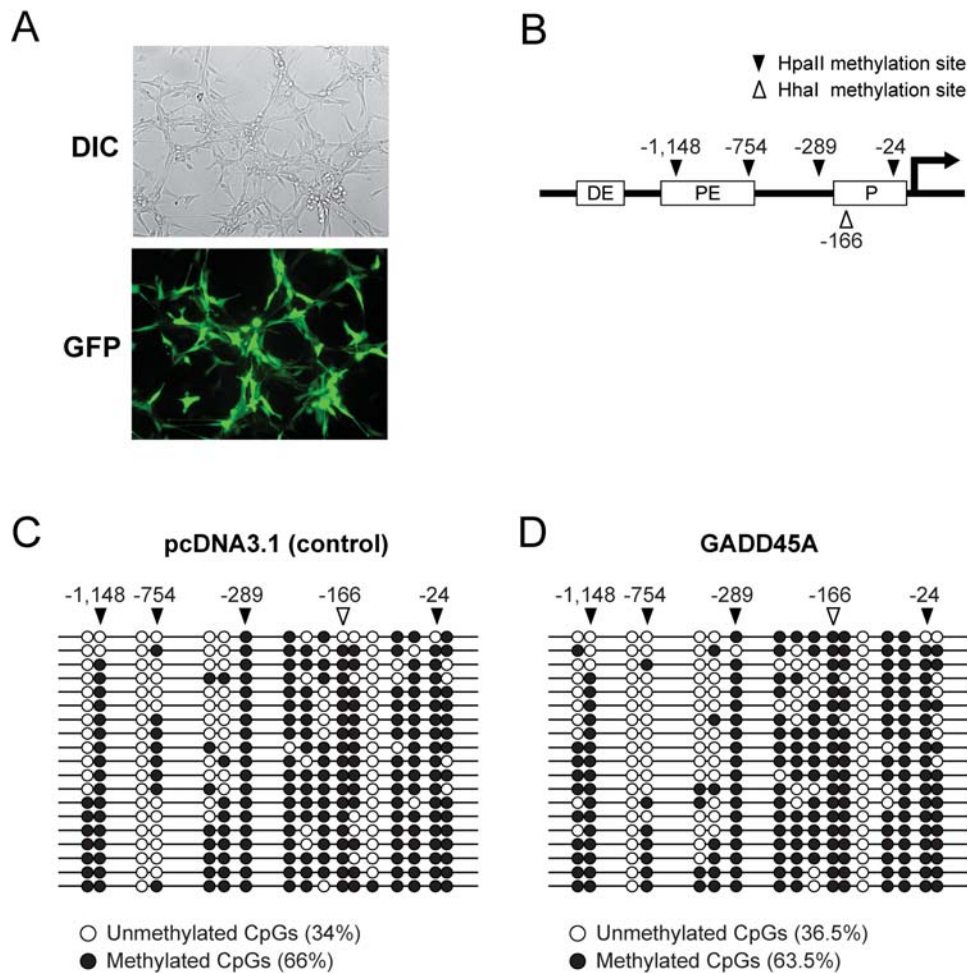 A
DIC
GFP
B
HpaII methylation site
HhaI methylation site
-1,148 -754 -289 -24
DE PE P
-166
C
pcDNA3.1 (control)
-1,148 -754 -289 -166 -24
Unmethylated CpGs (34%)
Methylated CpGs (66%)
D
GADD45A
-1,148 -754 -289 -166 -24
Unmethylated CpGs (36.5%)
Methylated CpGs (63.5%)